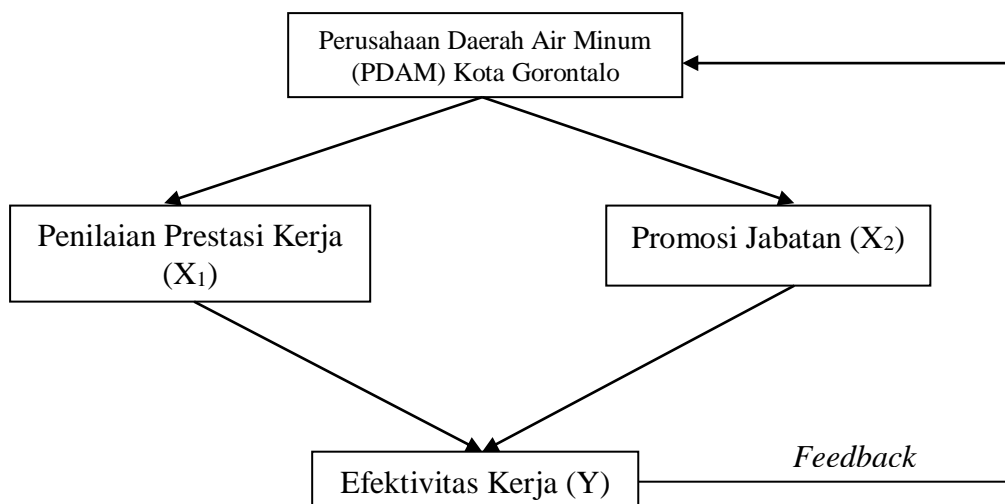 Perusahaan Daerah Air Minum
(PDAM) Kota Gorontalo
Penilaian Prestasi Kerja
(X₁)
Promosi Jabatan (X₂)
Feedback
Efektivitas Kerja (Y)